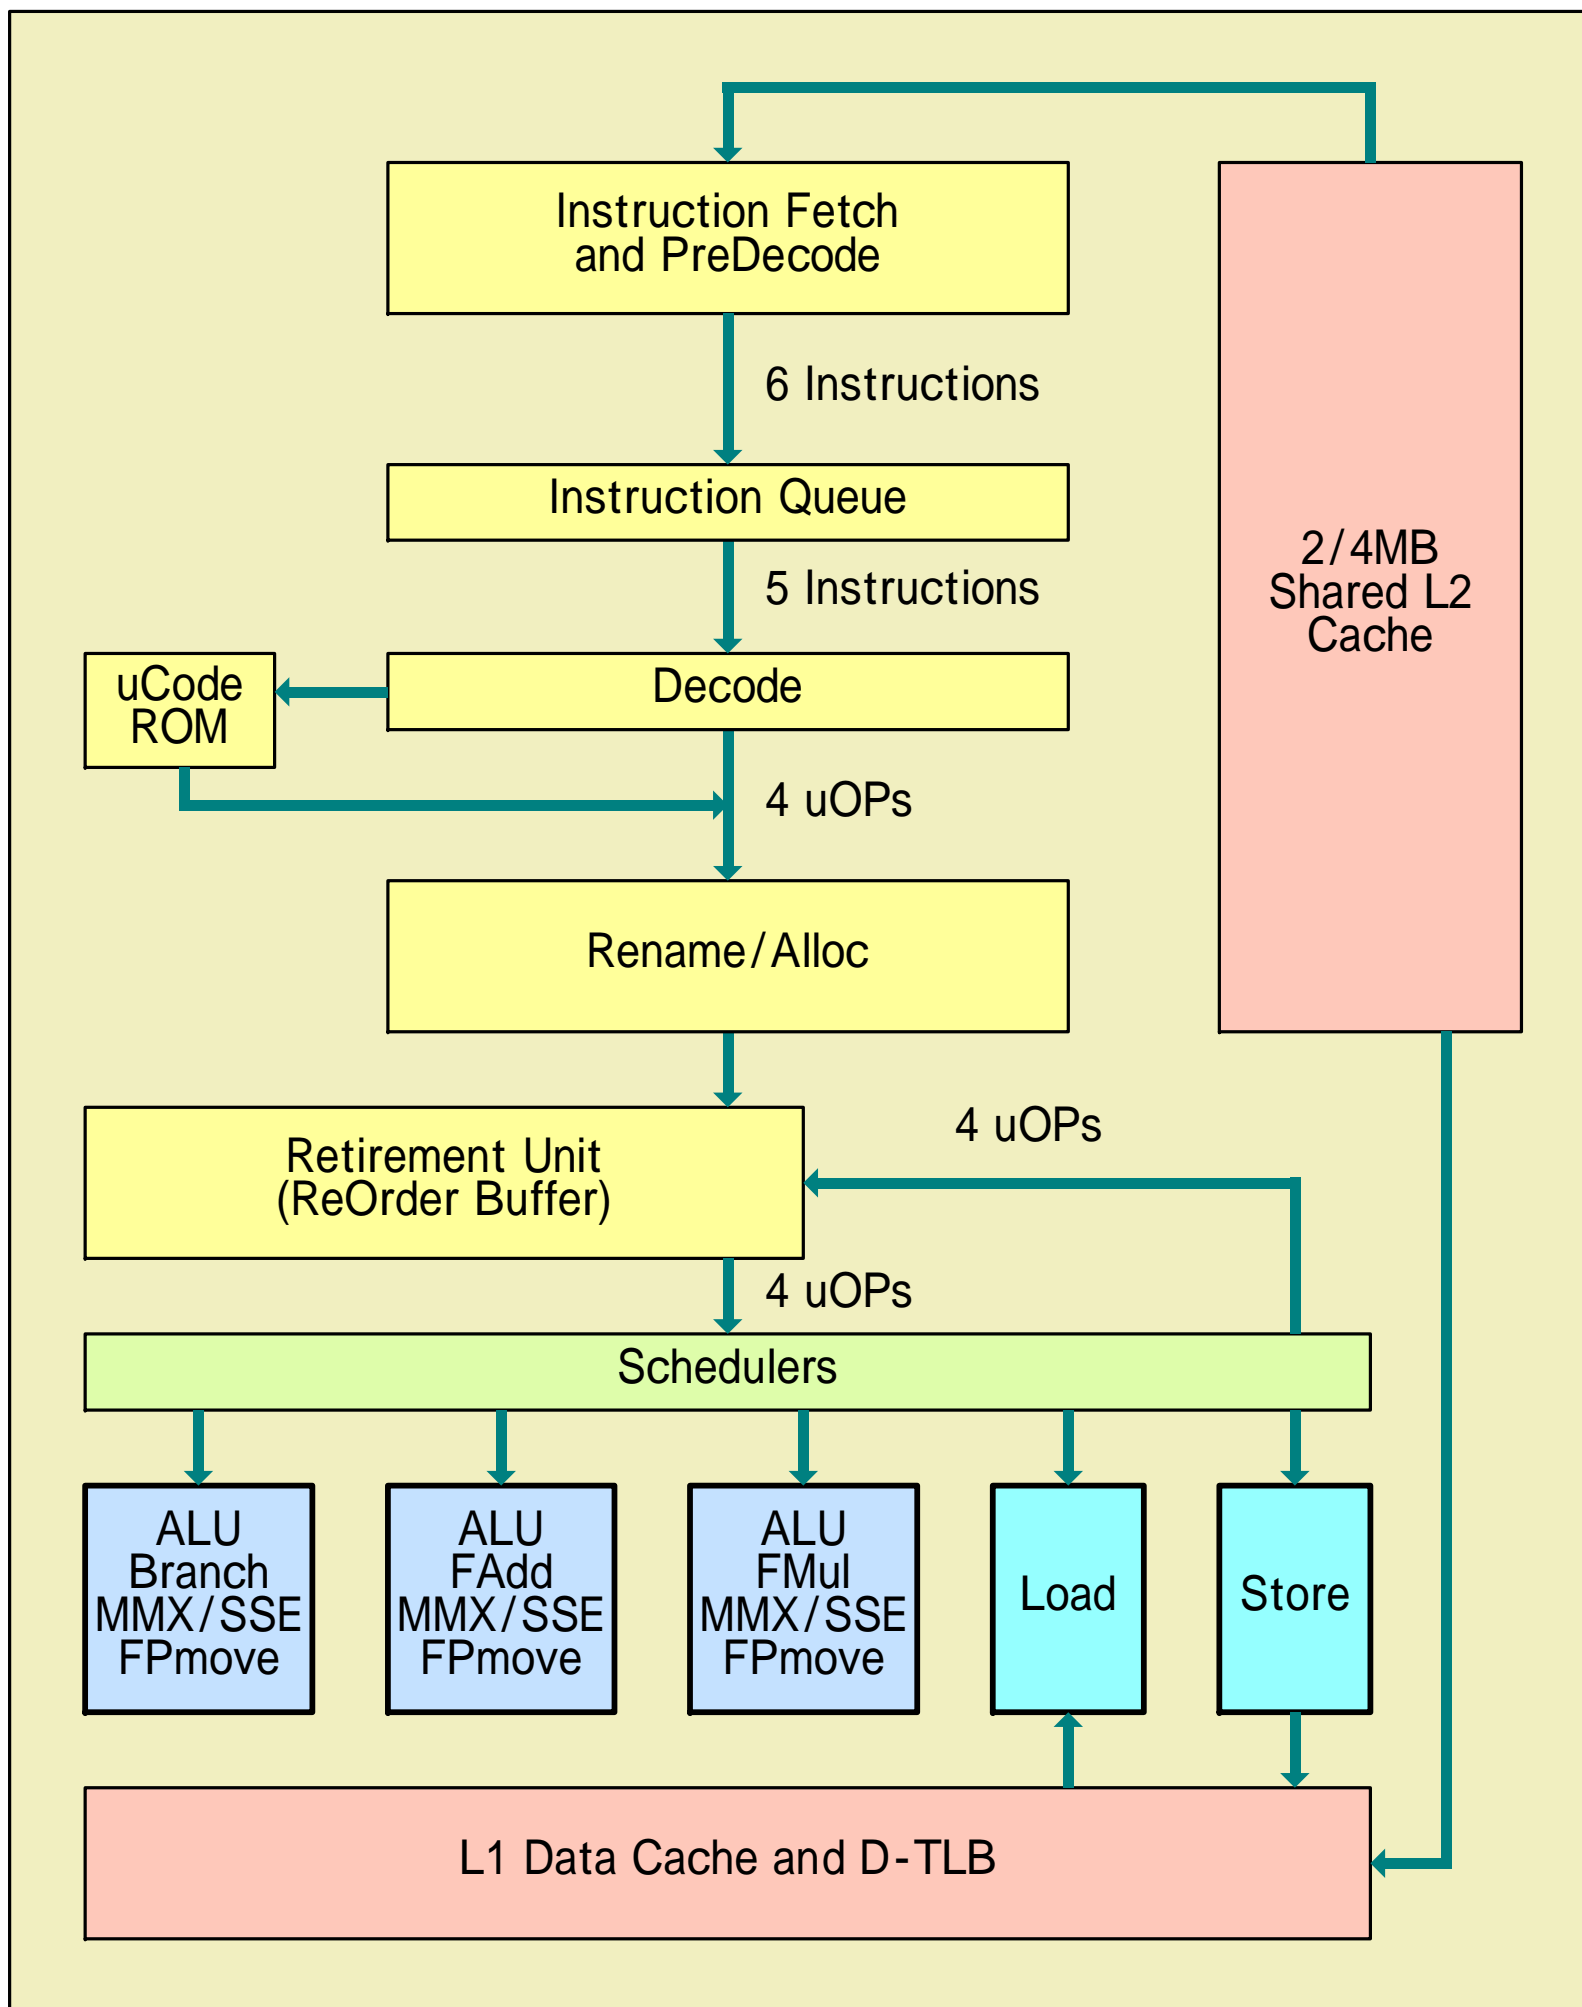 Instruction Fetch
and PreDecode
6 Instructions
Instruction Queue
5 Instructions
2/4MB
Shared L2
Cache
uCode
ROM
Decode
4 uOPs
Rename/Alloc
4 uOPs
Retirement Unit
(ReOrder Buffer)
4 uOPs
Schedulers
ALU
Branch
MMX/SSE
FPmove
ALU
FAdd
MMX/SSE
FPmove
ALU
FMul
MMX/SSE
FPmove
Load
Store
L1 Data Cache and D-TLB